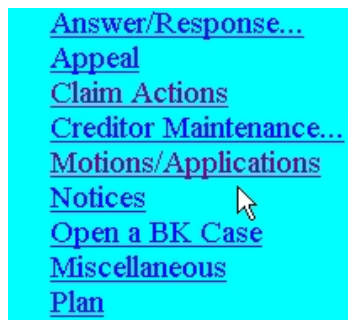 Answer/Response...
Appeal
Claim Actions
Creditor Maintenance...
Motions/Applications
Notices
Open a BK Case
Miscellaneous
Plan